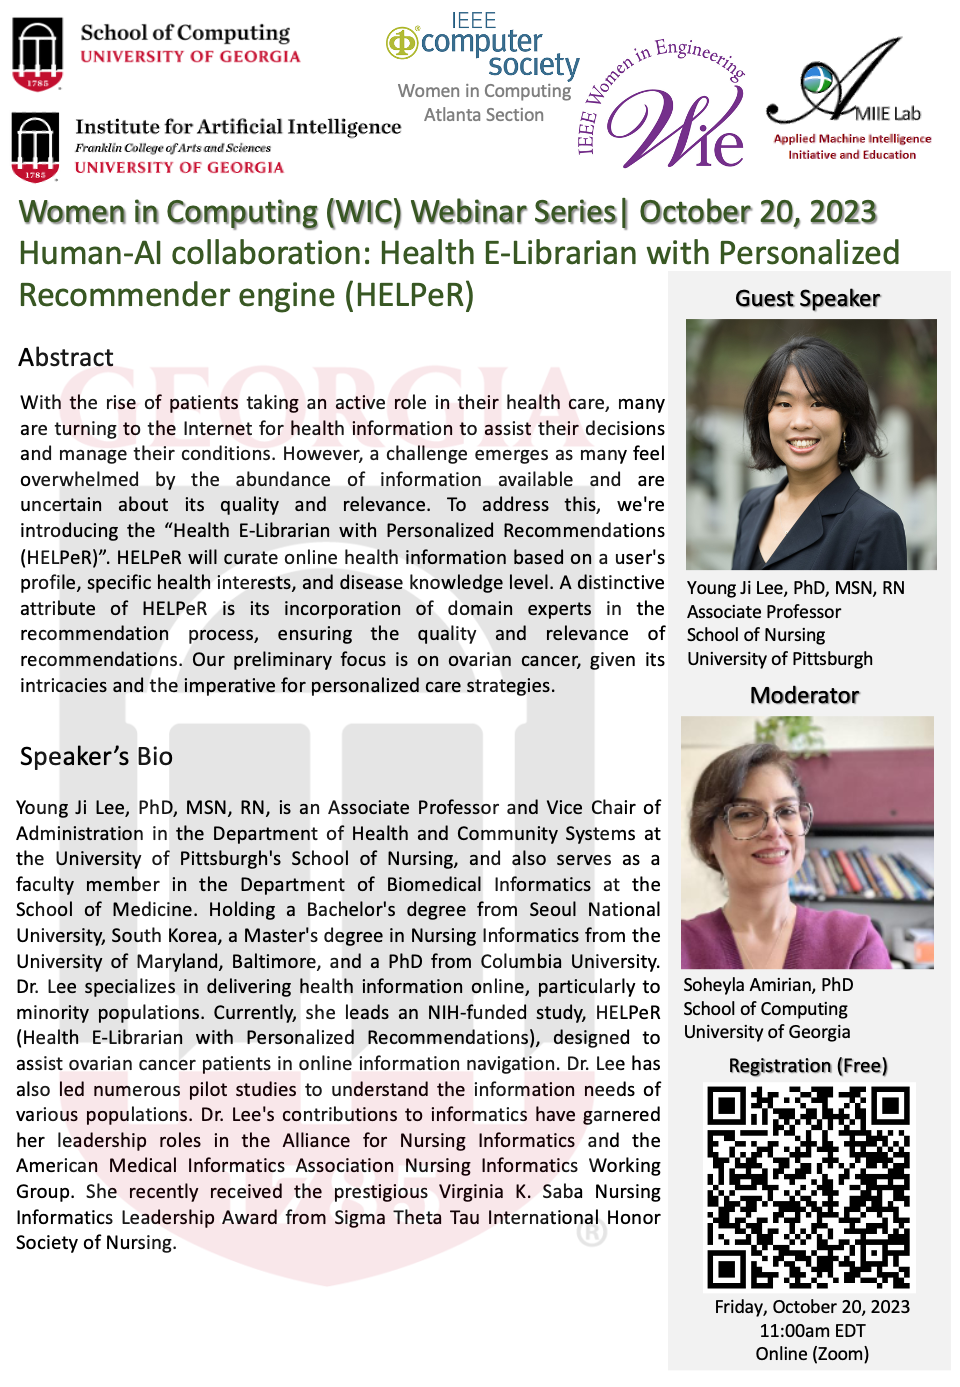 School of Computing
UNIVERSITY OF GEORGIA
1785
Institute for Artificial Intelligence
Franklin College of Arts and Sciences
UNIVERSITY OF GEORGIA
1785
IEEE
computer
society
Women in Computing
Atlanta Section
IEEE Women in Engineering
Wie
AMIIE Lab
Applied Machine Intelligence
Initiative and Education
Women in Computing (WIC) Webinar Series| October 20, 2023
Human-AI collaboration: Health E-Librarian with Personalized
Recommender engine (HELPeR)
Abstract
GEORGIA
With the rise of patients taking an active role in their health care, many
are turning to the Internet for health information to assist their decisions
and manage their conditions. However, a challenge emerges as many feel
overwhelmed by the abundance of information available and are
uncertain about its quality and relevance. To address this, we're
introducing the “Health E-Librarian with Personalized Recommendations
(HELPeR)”. HELPeR will curate online health information based on a user's
profile, specific health interests, and disease knowledge level. A distinctive
attribute of HELPeR is its incorporation of domain experts in the
recommendation process, ensuring the quality and relevance of
recommendations. Our preliminary focus is on ovarian cancer, given its
intricacies and the imperative for personalized care strategies.
Speaker’s Bio
Young Ji Lee, PhD, MSN, RN, is an Associate Professor and Vice Chair of
Administration in the Department of Health and Community Systems at
the University of Pittsburgh's School of Nursing, and also serves as a
faculty member in the Department of Biomedical Informatics at the
School of Medicine. Holding a Bachelor's degree from Seoul National
University, South Korea, a Master's degree in Nursing Informatics from the
University of Maryland, Baltimore, and a PhD from Columbia University.
Dr. Lee specializes in delivering health information online, particularly to
minority populations. Currently, she leads an NIH-funded study, HELPeR
(Health E-Librarian with Personalized Recommendations), designed to
assist ovarian cancer patients in online information navigation. Dr. Lee has
also led numerous pilot studies to understand the information needs of
various populations. Dr. Lee's contributions to informatics have garnered
her leadership roles in the Alliance for Nursing Informatics and the
American Medical Informatics Association Nursing Informatics Working
Group. She recently received the prestigious Virginia K. Saba Nursing
Informatics Leadership Award from Sigma Theta Tau International Honor
Society of Nursing.
1785
®
Guest Speaker
Young Ji Lee, PhD, MSN, RN
Associate Professor
School of Nursing
University of Pittsburgh
Moderator
Soheyla Amirian, PhD
School of Computing
University of Georgia
Registration (Free)
Friday, October 20, 2023
11:00am EDT
Online (Zoom)